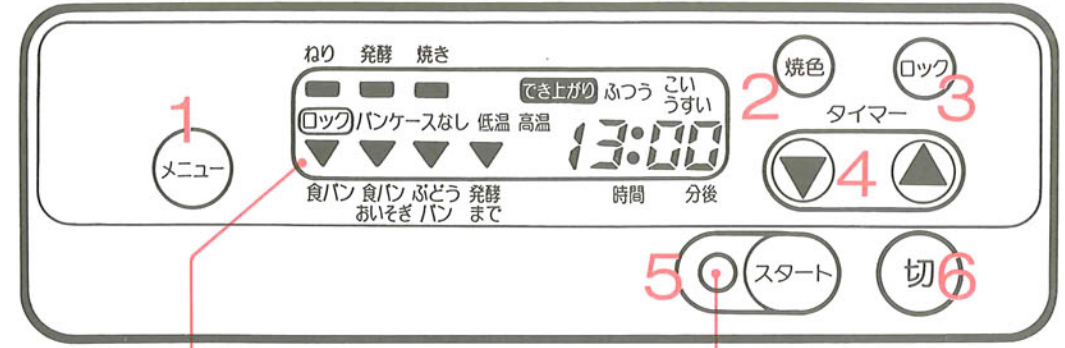 ねり 発酵 焼き
でき上がり ふつう こい
うすい
ロック パンケースなし 低温 高温
13:00
食パン 食パン ぶどう 発酵
おいそぎ パン まで
時間 分後
1
メニュー
2
焼色
ロック
3
タイマー
4
5
スタート
切
6